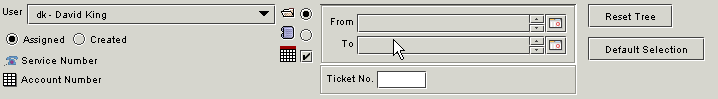 User dk - David King
Assigned Created
Service Number
Account Number
From
To
Ticket No.
Reset Tree
Default Selection